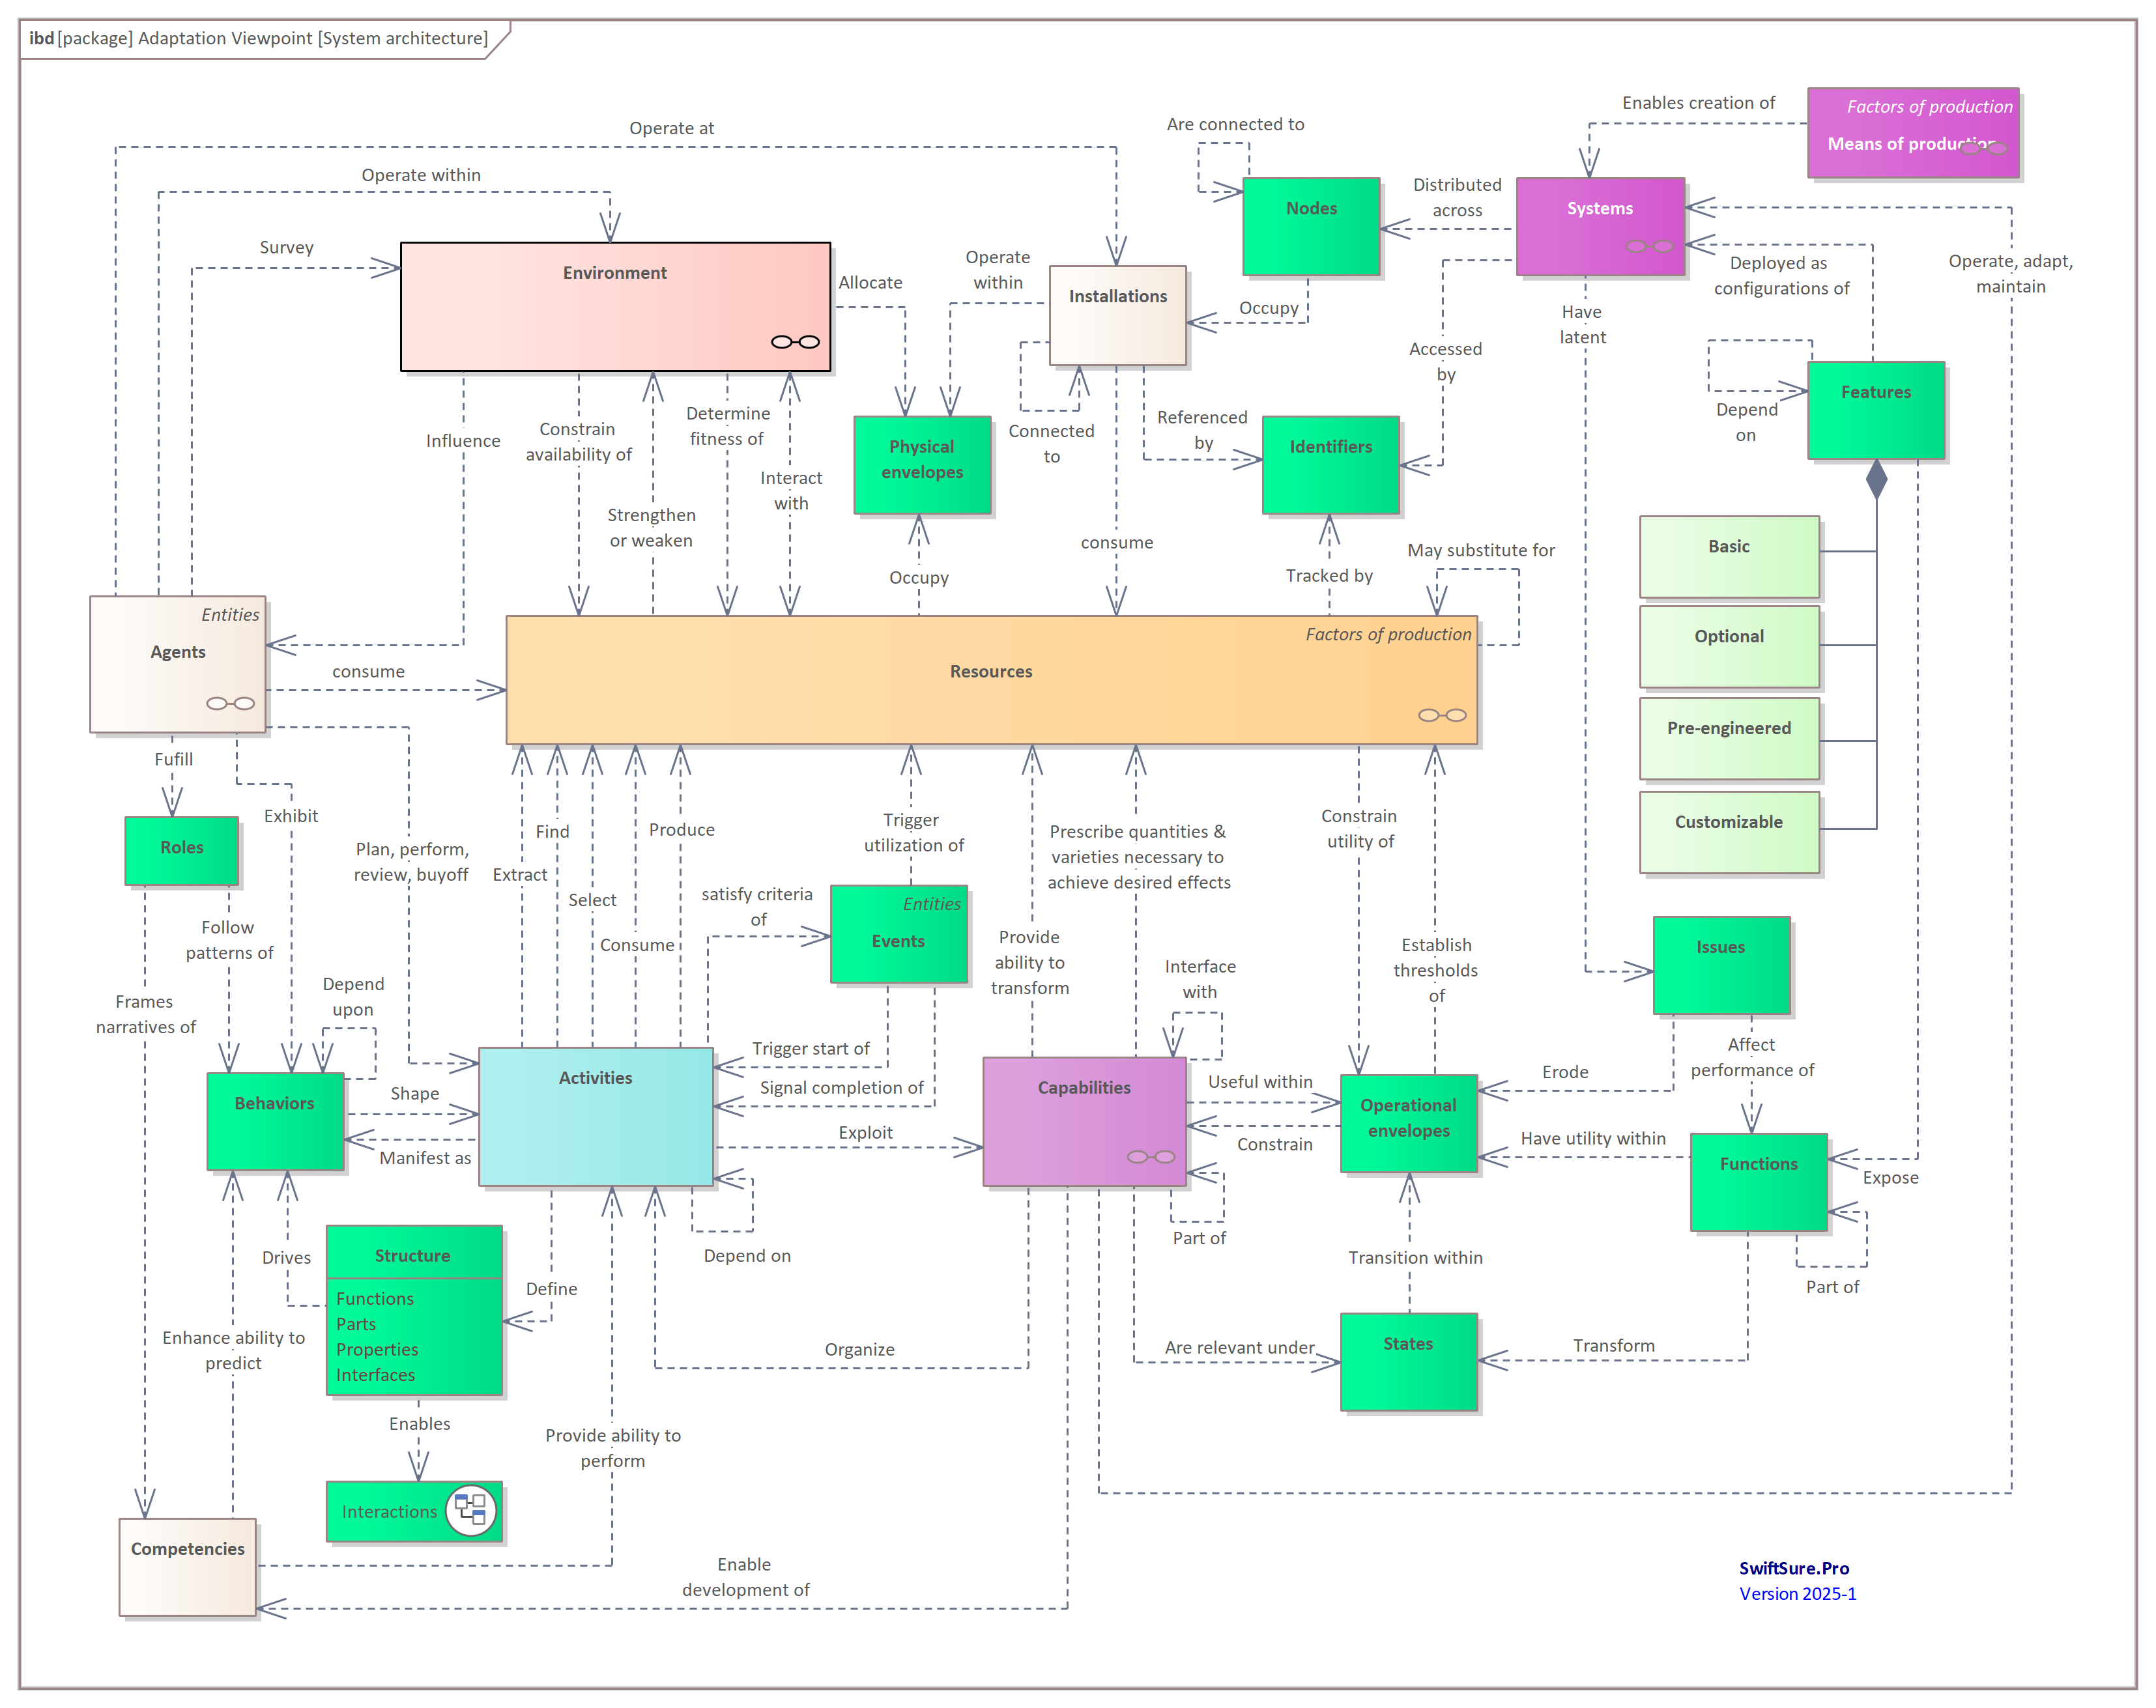 ibd [package] Adaptation Viewpoint [System architecture]
Enables creation of
Factors of production
Means of production
Operate at
Are connected to
Operate within
Distributed
across
Nodes
Systems
Survey
Environment
Allocate
Operate
within
Installations
Occupy
Deployed as
configurations of
Operate, adapt,
maintain
Have
latent
Accessed
by
Features
Depend
on
Influence
Constrain
availability of
Determine
fitness of
Interact
with
Strengthen
or weaken
Physical
envelopes
Connected
to
Referenced
by
Identifiers
consume
Occupy
Tracked by
May substitute for
Basic
Optional
Pre-engineered
Customizable
Entities
Agents
consume
Factors of production
Resources
Fufill
Roles
Exhibit
Plan, perform,
review, buyoff
Extract
Find
Select
Consume
Produce
Trigger
utilization of
Prescribe quantities &
varieties necessary to
achieve desired effects
Constrain
utility of
satisfy criteria
of
Entities
Events
Provide
ability to
transform
Interface
with
Establish
thresholds
of
Issues
Follow
patterns of
Frames
narratives of
Depend
upon
Behaviors
Shape
Manifest as
Activities
Trigger start of
Signal completion of
Exploit
Capabilities
Useful within
Constrain
Operational
envelopes
Erode
Affect
performance of
Have utility within
Functions
Expose
Part of
Part of
Depend on
Drives
Structure
Functions
Parts
Properties
Interfaces
Define
Enhance ability to
predict
Organize
Transition within
Are relevant under
States
Transform
Enables
Interactions
Provide ability to
perform
Competencies
Enable
development of
SwiftSure.Pro
Version 2025-1